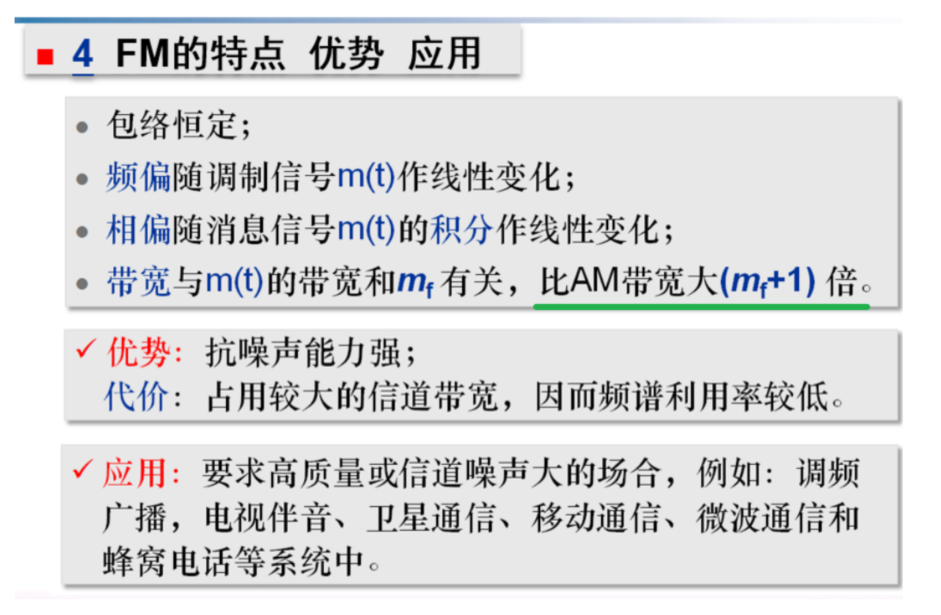 4 FM的特点 优势 应用
包络恒定；
频偏随调制信号m(t)作线性变化；
相偏随消息信号m(t)的积分作线性变化；
带宽与m(t)的带宽和mf有关，比AM带宽大(mf+1) 倍。
优势：抗噪声能力强；
代价：占用较大的信道带宽，因而频谱利用率较低。
应用：要求高质量或信道噪声大的场合，例如：调频
广播，电视伴音、卫星通信、移动通信、微波通信和
蜂窝电话等系统中。